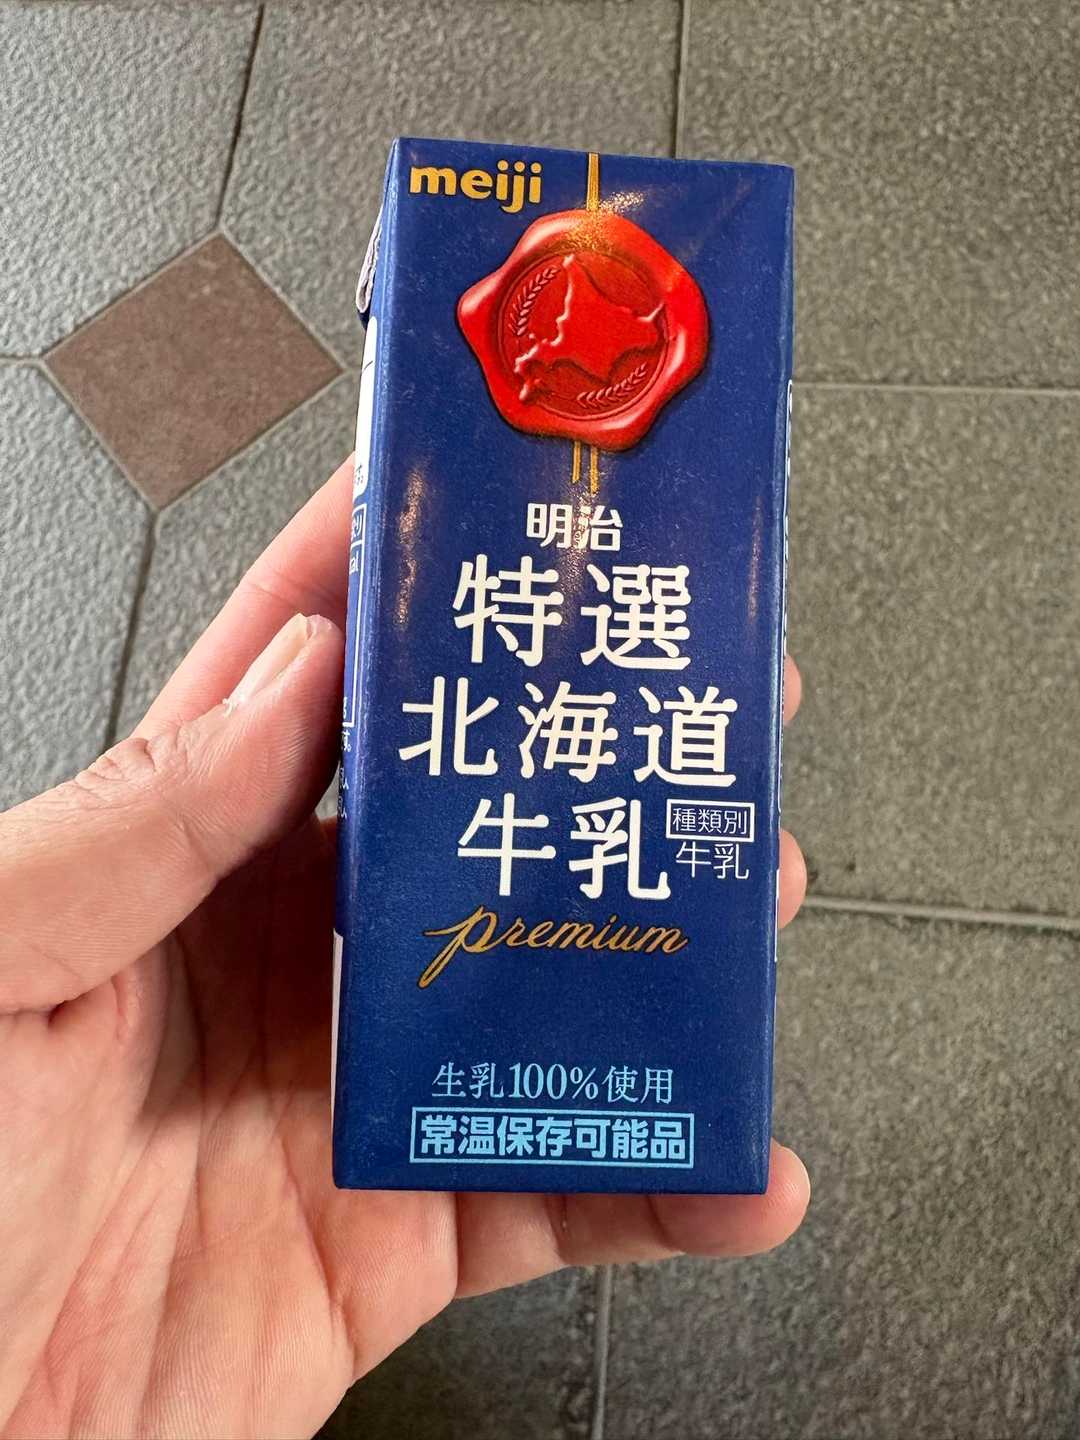 meiji
明治
特選
北海道
牛乳
種類別
牛乳
premium
生乳100%使用
常温保存可能品